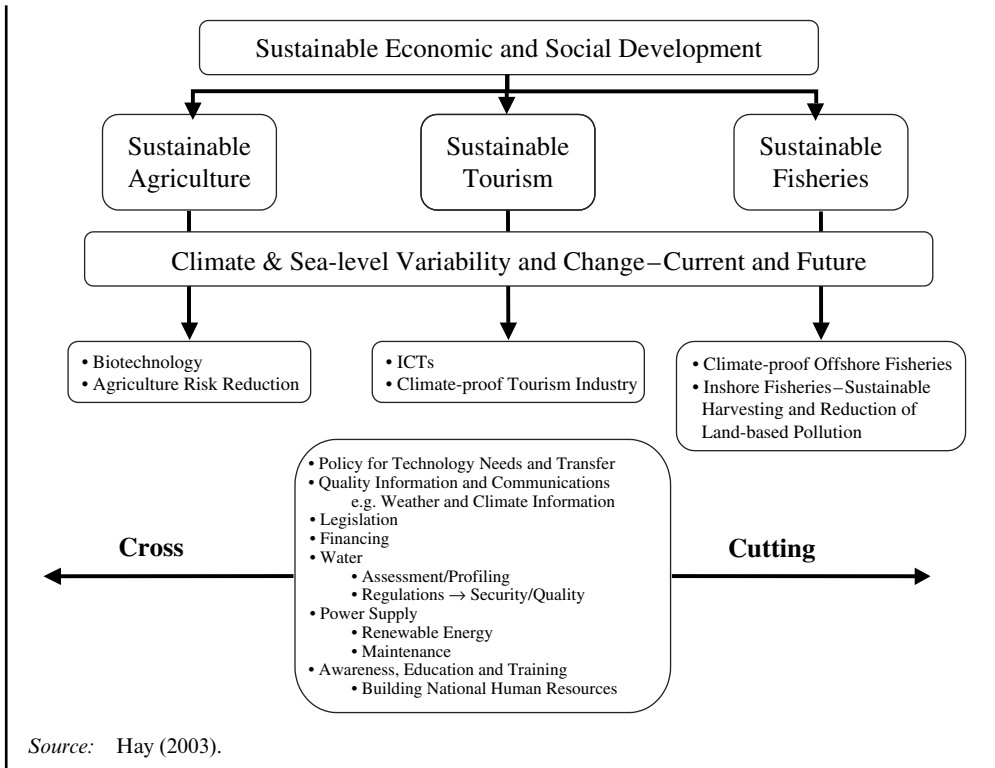 Sustainable Economic and Social Development
Sustainable
Agriculture
Sustainable
Tourism
Sustainable
Fisheries
Climate & Sea-level Variability and Change–Current and Future
• Biotechnology
• Agriculture Risk Reduction
• ICTs
• Climate-proof Tourism Industry
• Climate-proof Offshore Fisheries
• Inshore Fisheries–Sustainable
Harvesting and Reduction of
Land-based Pollution
• Policy for Technology Needs and Transfer
• Quality Information and Communications
e.g. Weather and Climate Information
• Legislation
• Financing
• Water
• Assessment/Profiling
• Regulations → Security/Quality
• Power Supply
• Renewable Energy
• Maintenance
• Awareness, Education and Training
• Building National Human Resources
Cross
Cutting
Source: Hay (2003).